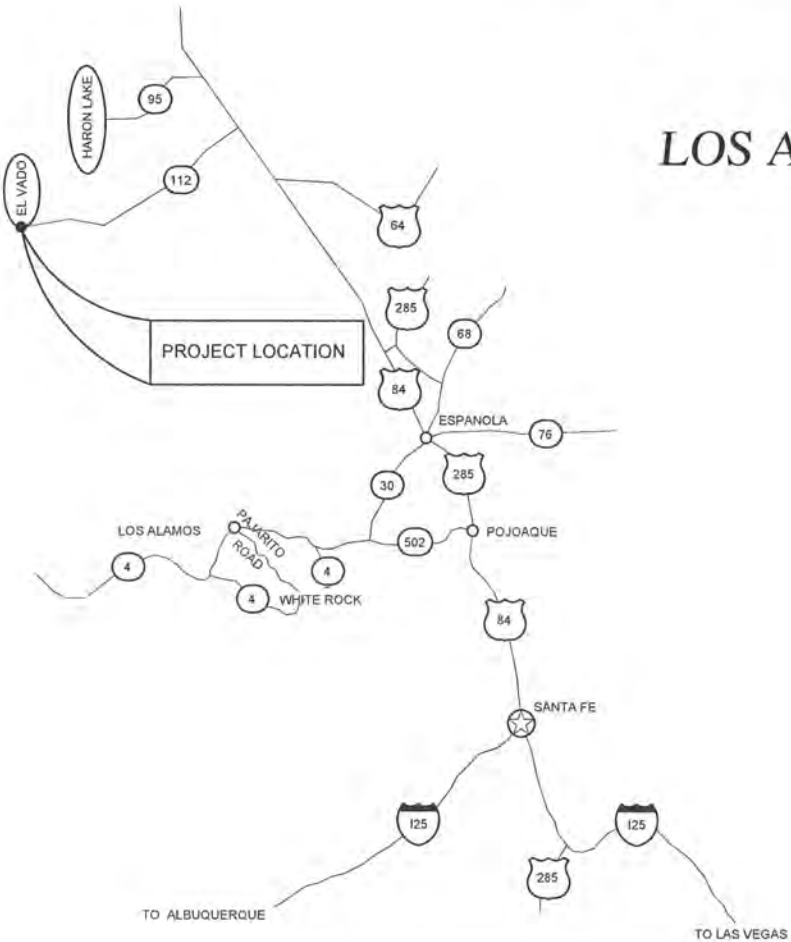 LOS A
HARON LAKE
95
EL VADO
112
64
285
68
PROJECT LOCATION
84
ESPANOLA
76
30
285
LOS ALAMOS
PAJARITO
ROAD
502
POJOAQUE
4
4
4
WHITE ROCK
84
SANTA FE
I25
I25
285
TO ALBUQUERQUE
TO LAS VEGAS